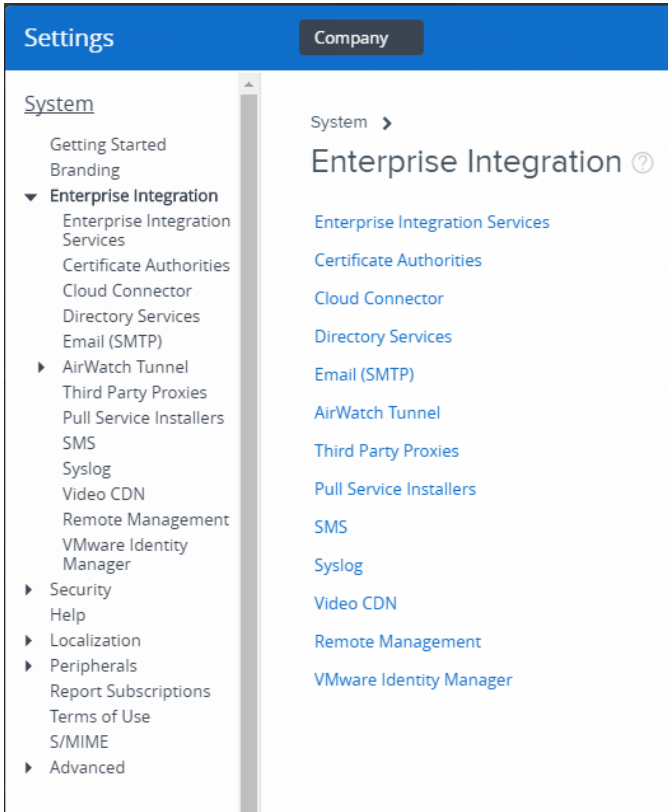 Settings
Company
System
Getting Started
Branding
Enterprise Integration
Enterprise Integration
Services
Certificate Authorities
Cloud Connector
Directory Services
Email (SMTP)
AirWatch Tunnel
Third Party Proxies
Pull Service Installers
SMS
Syslog
Video CDN
Remote Management
VMware Identity
Manager
Security
Help
Localization
Peripherals
Report Subscriptions
Terms of Use
S/MIME
Advanced
System
Enterprise Integration ?
Enterprise Integration Services
Certificate Authorities
Cloud Connector
Directory Services
Email (SMTP)
AirWatch Tunnel
Third Party Proxies
Pull Service Installers
SMS
Syslog
Video CDN
Remote Management
VMware Identity Manager